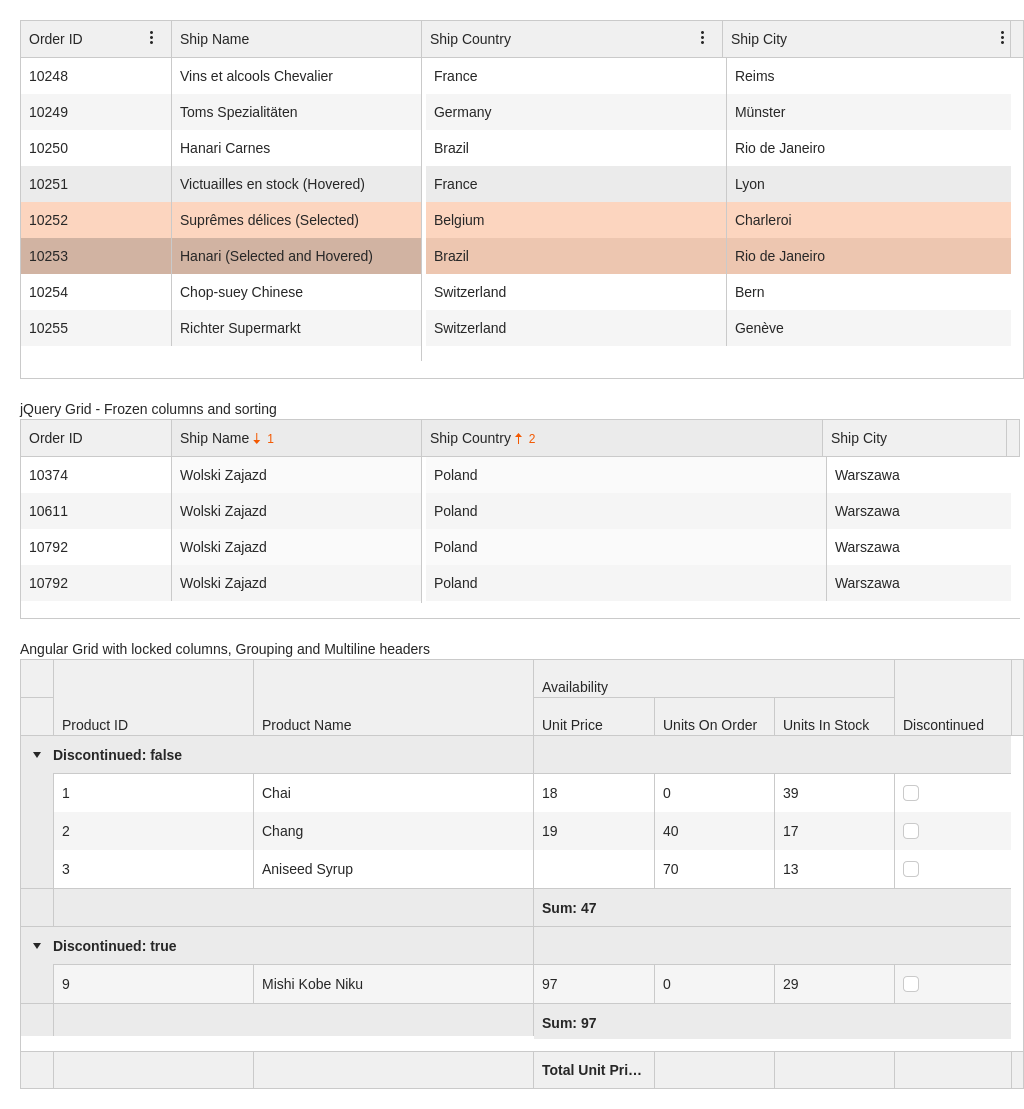 Order ID Ship Name Ship Country Ship City
10248 Vins et alcools Chevalier France Reims
10249 Toms Spezialitäten Germany Münster
10250 Hanari Carnes Brazil Rio de Janeiro
10251 Victuailles en stock (Hovered) France Lyon
10252 Suprêmes délices (Selected) Belgium Charleroi
10253 Hanari (Selected and Hovered) Brazil Rio de Janeiro
10254 Chop-suey Chinese Switzerland Bern
10255 Richter Supermarkt Switzerland Genève
jQuery Grid - Frozen columns and sorting
Order ID Ship Name 1 Ship Country 2 Ship City
10374 Wolski Zajazd Poland Warszawa
10611 Wolski Zajazd Poland Warszawa
10792 Wolski Zajazd Poland Warszawa
10792 Wolski Zajazd Poland Warszawa
Angular Grid with locked columns, Grouping and Multiline headers
Availability
Product ID Product Name Unit Price Units On Order Units In Stock Discontinued
Discontinued: false
1 Chai 18 0 39
2 Chang 19 40 17
3 Aniseed Syrup 70 13
Sum: 47
Discontinued: true
9 Mishi Kobe Niku 97 0 29
Sum: 97
Total Unit Pri…